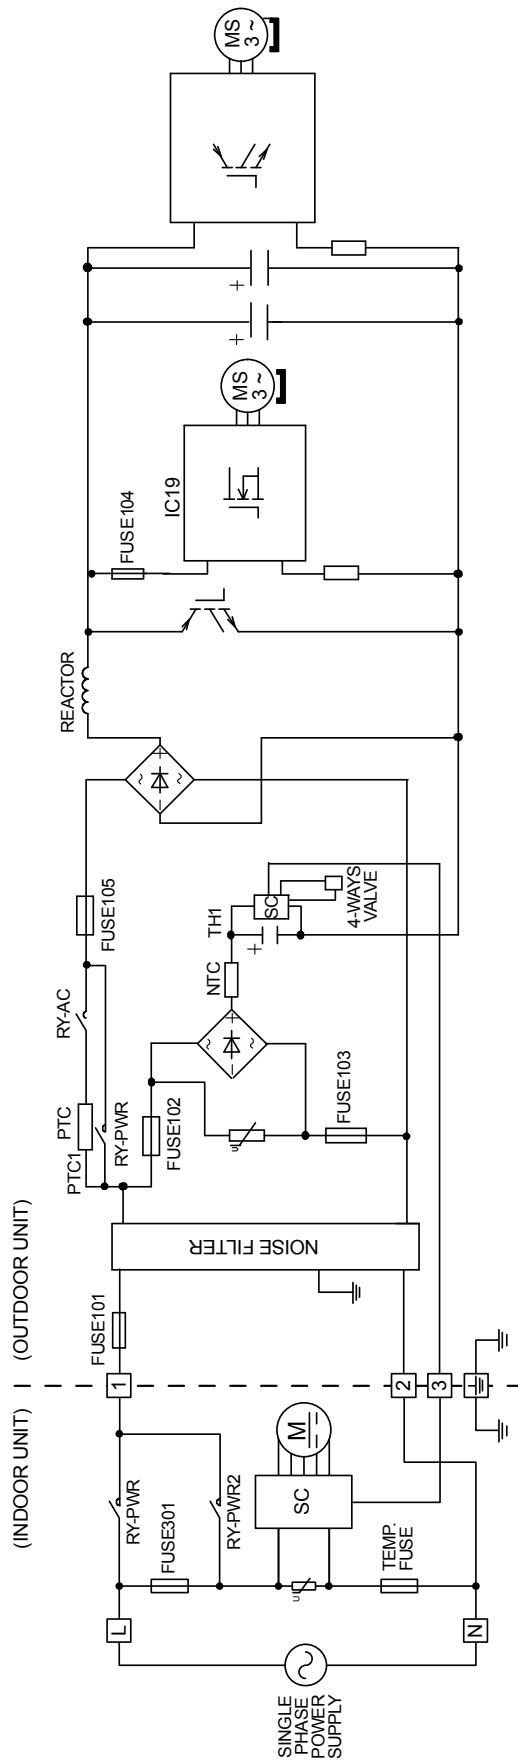 (INDOOR UNIT)
(OUTDOOR UNIT)
SINGLE
PHASE
POWER
SUPPLY
L
N
RY-PWR
FUSE301
RY-PWR2
U
TEMP.
FUSE
SC
M
1
2
3
FUSE101
NOISE FILTER
PTC1
PTC
RY-AC
RY-PWR
FUSE102
FUSE105
U
FUSE103
~
~
+
−
NTC
TH1
+
SC
4-WAYS
VALVE
~
~
+
−
REACTOR
FUSE104
IC19
MS
3 ~
+
+
MS
3 ~